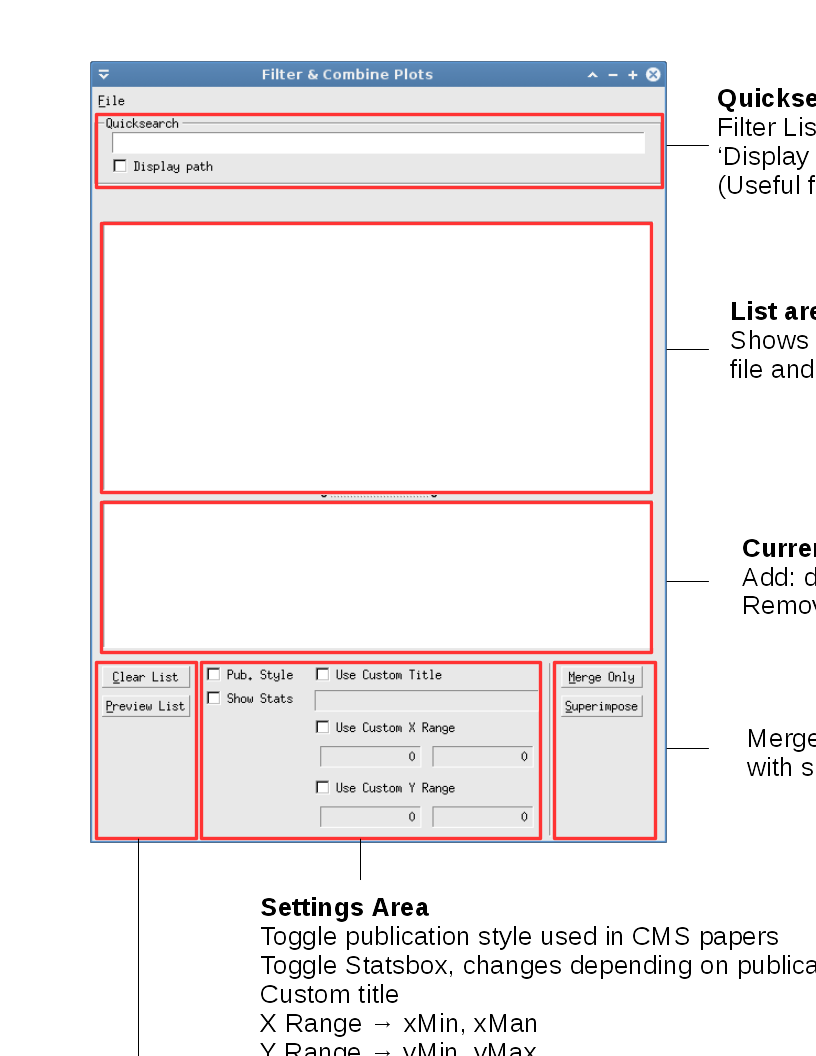 Filter & Combine Plots
File
Quicksearch
Display path
Quickse
Filter Lis
‘Display
(Useful f
List are
Shows
file and
Curren
Add: d
Remov
Clear List
Preview List
Pub. Style
Show Stats
Use Custom Title
Use Custom X Range
0 0
Use Custom Y Range
0 0
Merge Only
Superimpose
Merge
with s
Settings Area
Toggle publication style used in CMS papers
Toggle Statsbox, changes depending on publica
Custom title
X Range → xMin, xMan
Y Range → yMin, yMax